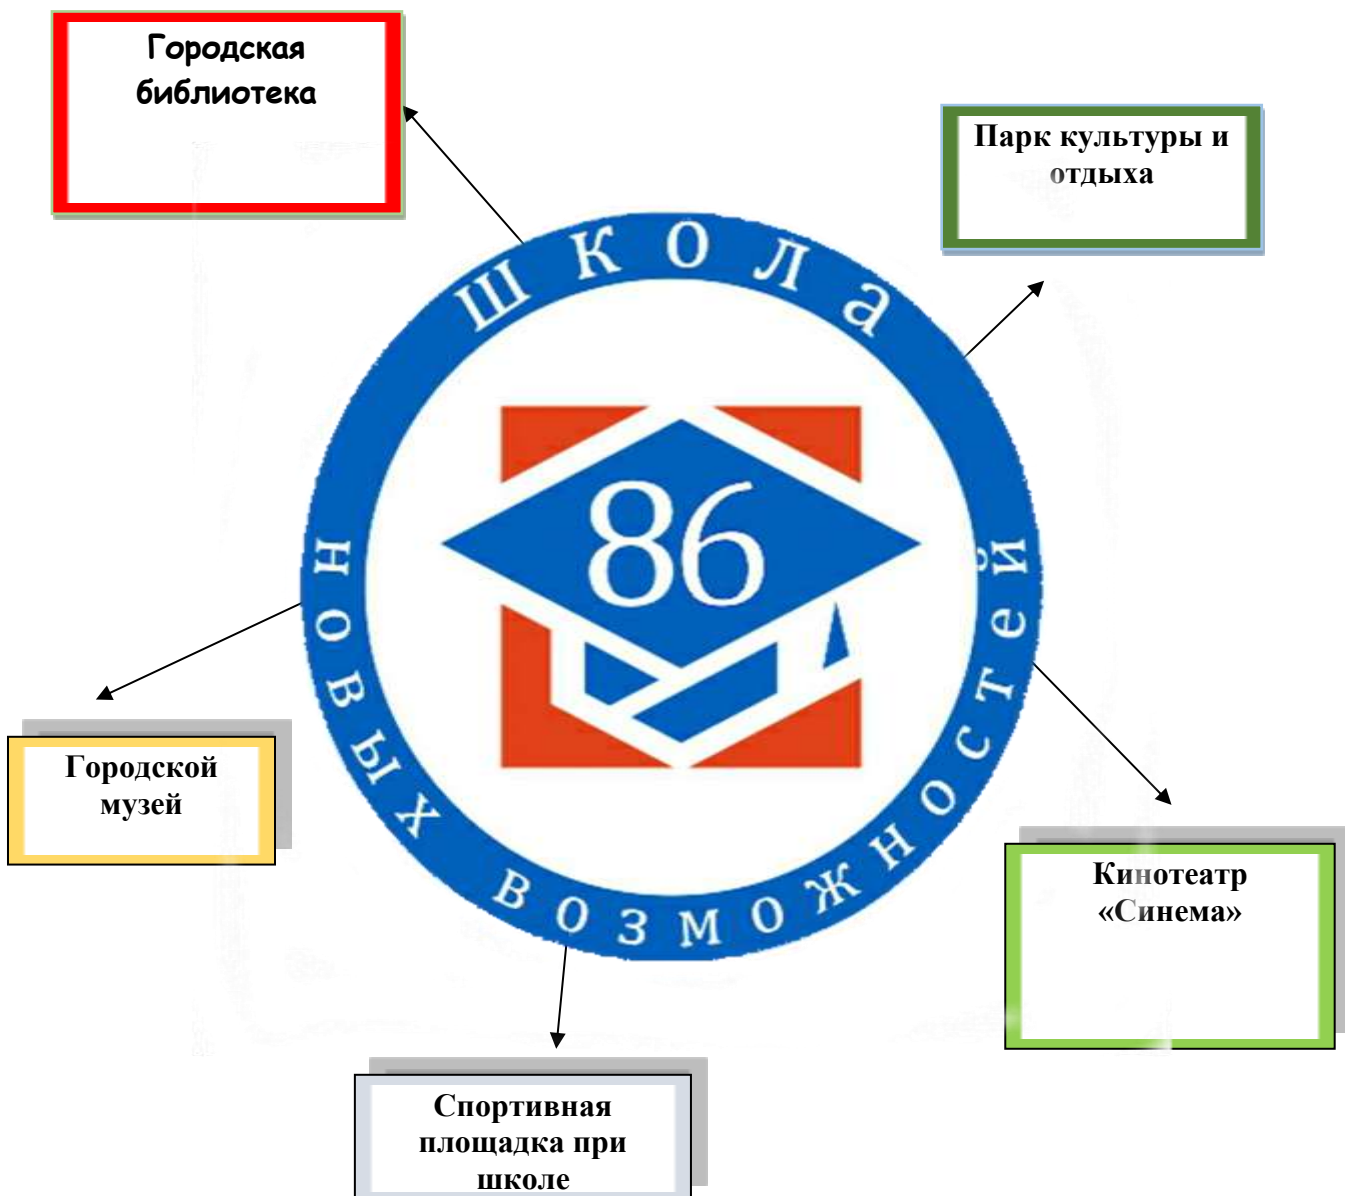 Городская
библиотека
Парк культуры и
отдыха
школа
86
новых возможностей
Городской
музей
Кинотеатр
«Синема»
Спортивная
площадка при
школе